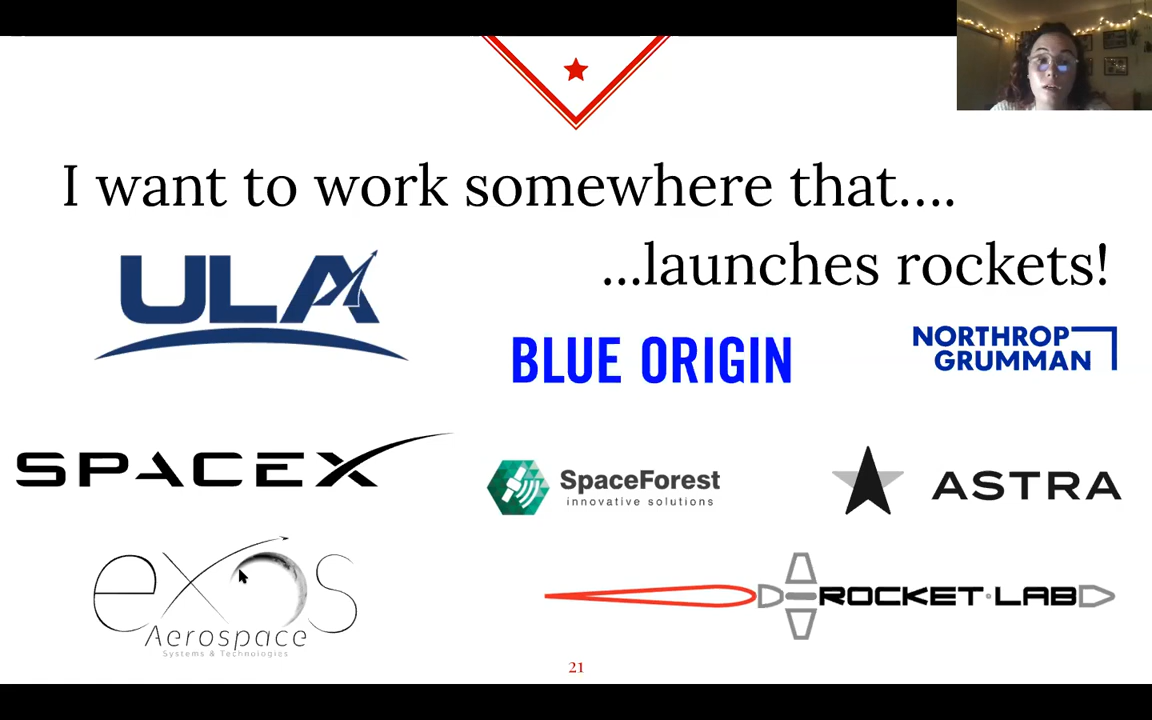 I want to work somewhere that....
...launches rockets!
ULA
BLUE ORIGIN
NORTHROP
GRUMMAN
SPACEX
SpaceForest
innovative solutions
ASTRA
exos
Aerospace
Systems & Technologies
ROCKET LAB
21